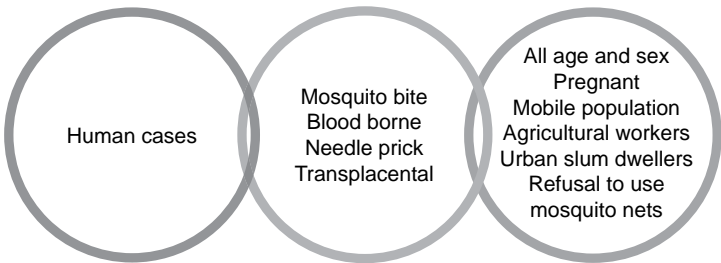 Human cases
Mosquito bite
Blood borne
Needle prick
Transplacental
All age and sex
Pregnant
Mobile population
Agricultural workers
Urban slum dwellers
Refusal to use
mosquito nets